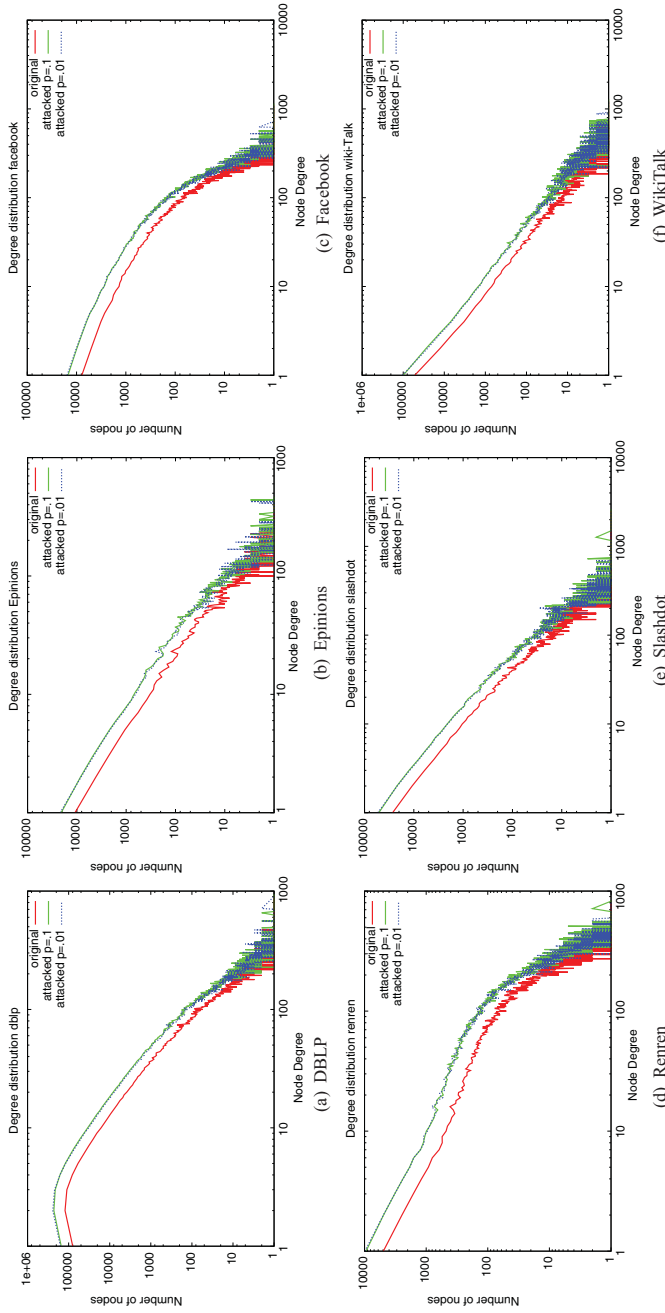 Degree distribution dblp
original
attacked p=.1
attacked p=.01
1e+06
100000
10000
1000
100
10
1
Number of nodes
1
10
100
1000
Node Degree
(a) DBLP
Degree distribution Epinions
original
attacked p=.1
attacked p=.01
100000
10000
1000
100
10
1
Number of nodes
1
10
100
1000
Node Degree
(b) Epinions
Degree distribution facebook
original
attacked p=.1
attacked p=.01
100000
10000
1000
100
10
1
Number of nodes
1
10
100
1000
10000
Node Degree
(c) Facebook
Degree distribution renren
original
attacked p=.1
attacked p=.01
10000
1000
100
10
1
Number of nodes
1
10
100
1000
Node Degree
(d) Renren
Degree distribution slashdot
original
attacked p=.1
attacked p=.01
100000
10000
1000
100
10
1
Number of nodes
1
10
100
1000
10000
Node Degree
(e) Slashdot
Degree distribution wiki-Talk
original
attacked p=.1
attacked p=.01
1e+06
100000
10000
1000
100
10
1
Number of nodes
1
10
100
1000
10000
Node Degree
(f) WikiTalk